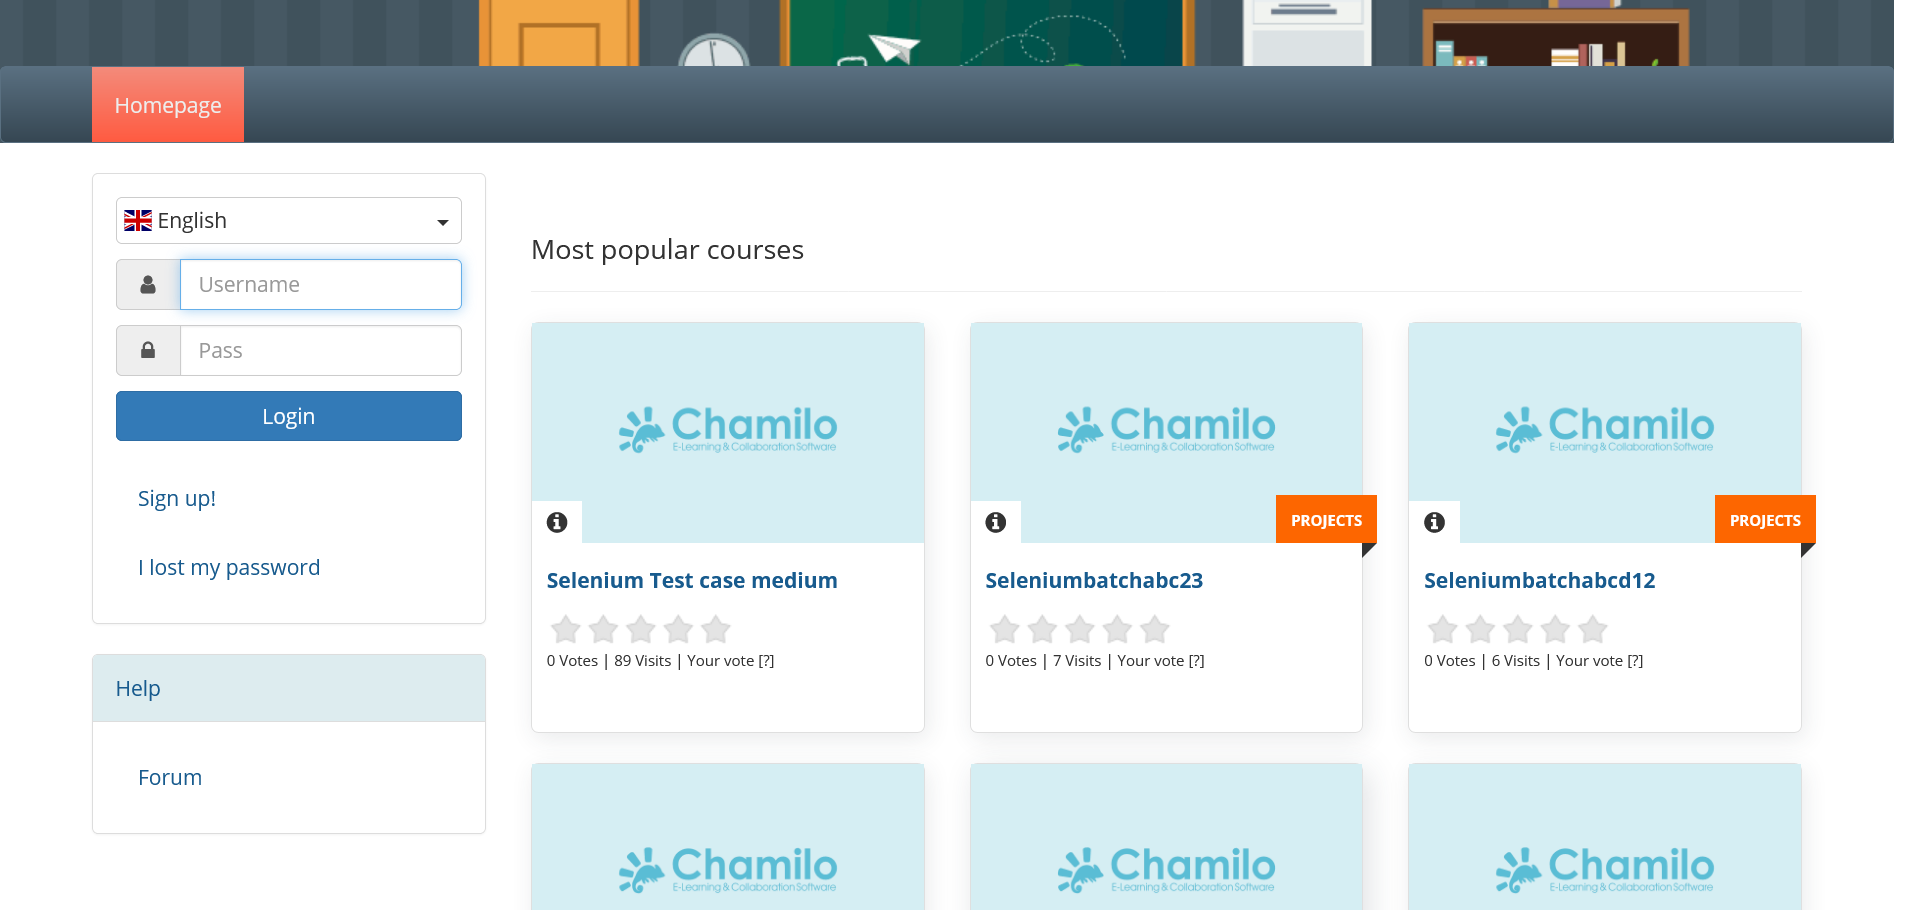 Homepage
English
Username
Pass
Login
Sign up!
I lost my password
Help
Forum
Most popular courses
Chamilo
E-Learning & Collaboration Software
Selenium Test case medium
0 Votes | 89 Visits | Your vote [?]
Chamilo
E-Learning & Collaboration Software
PROJECTS
Seleniumbatchabc23
0 Votes | 7 Visits | Your vote [?]
Chamilo
E-Learning & Collaboration Software
PROJECTS
Seleniumbatchabcd12
0 Votes | 6 Visits | Your vote [?]
Chamilo
E-Learning & Collaboration Software
Chamilo
E-Learning & Collaboration Software
Chamilo
E-Learning & Collaboration Software